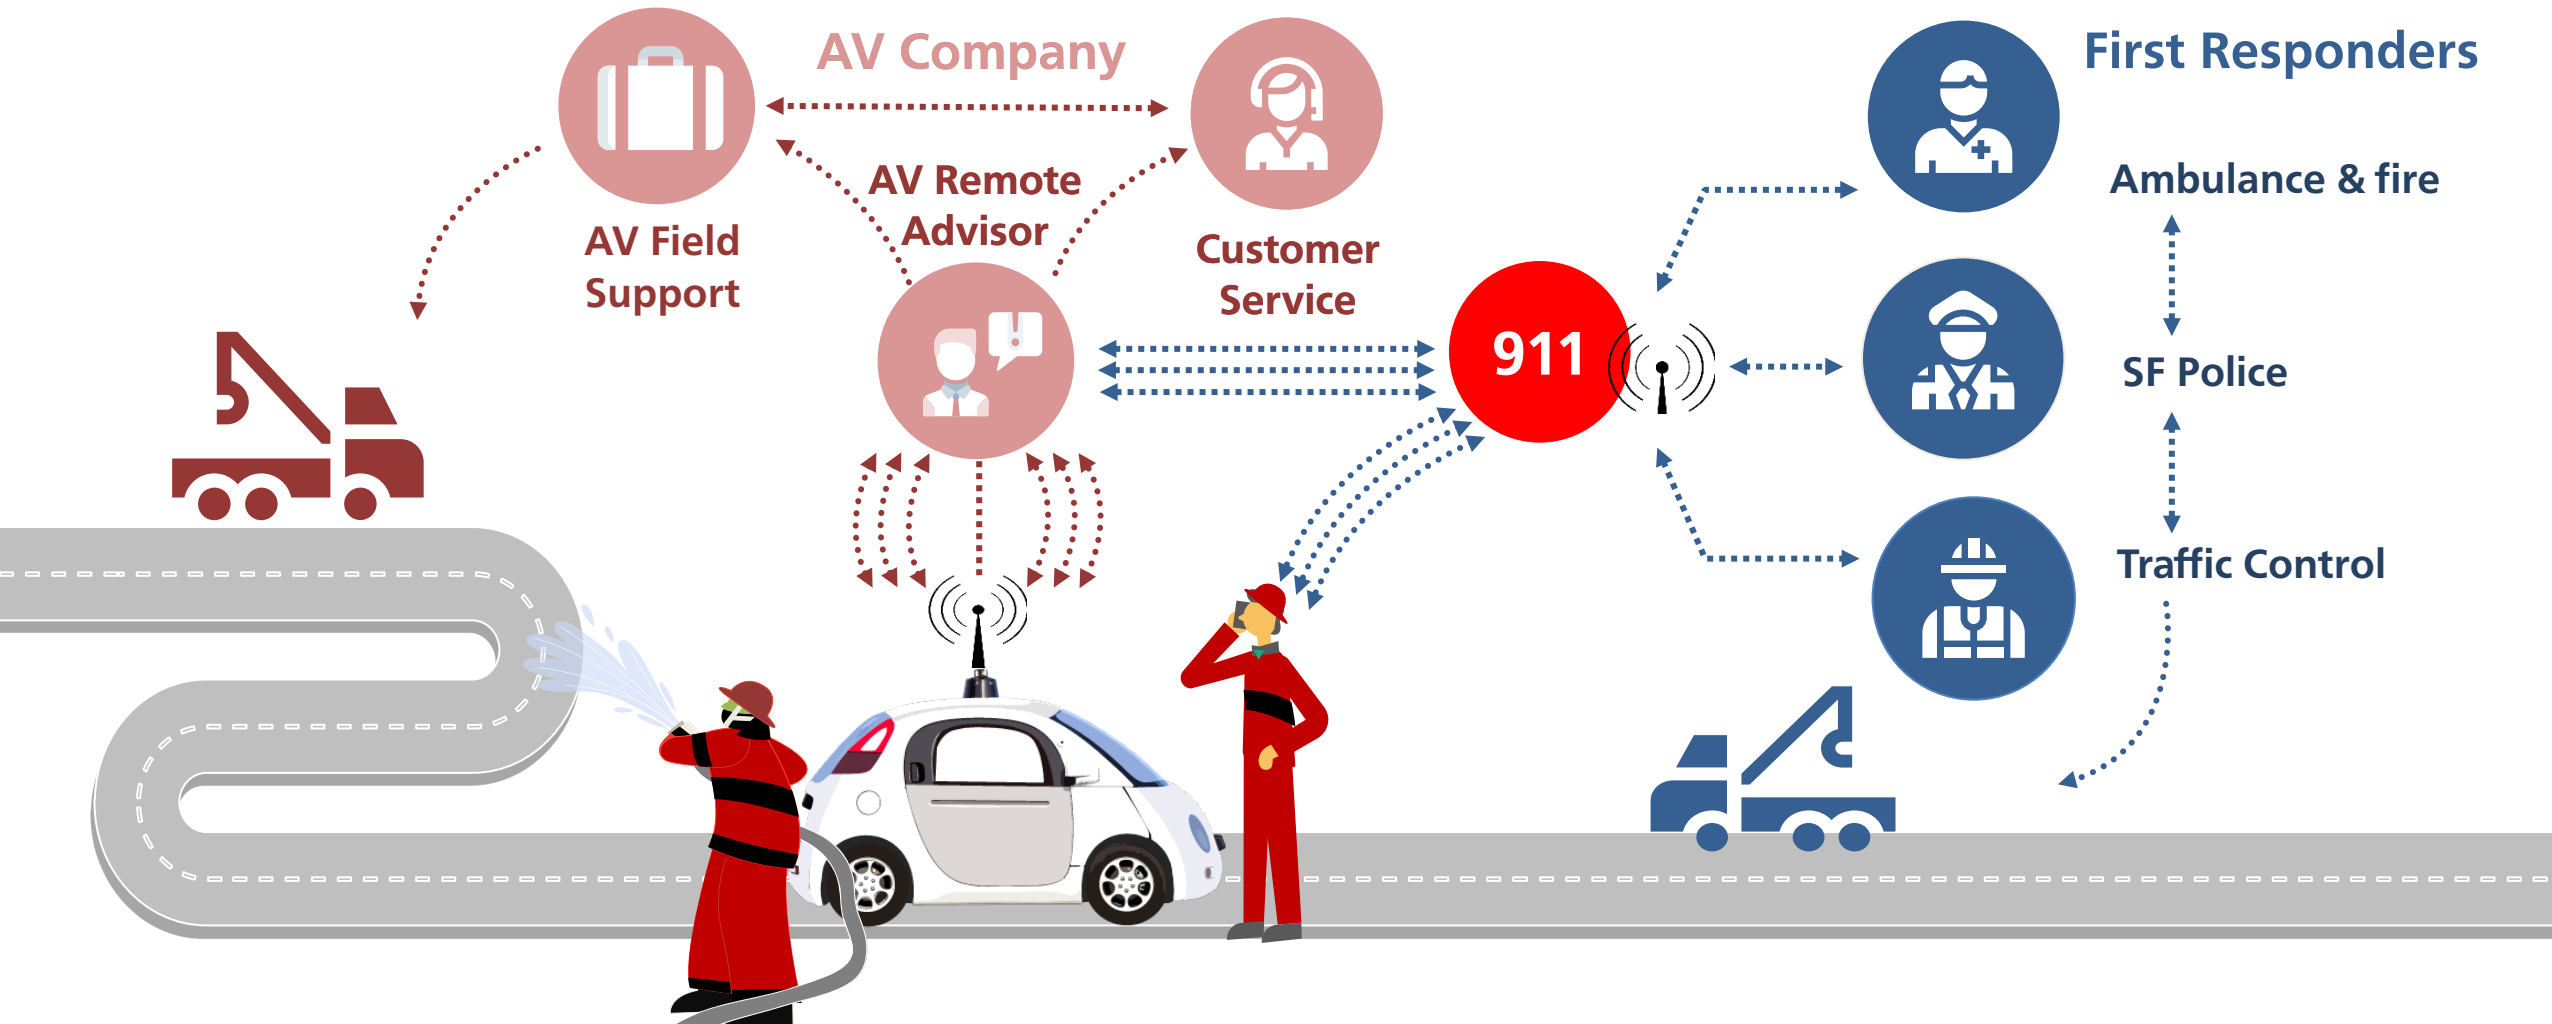 AV Company
First Responders
AV Remote
Advisor
AV Field
Support
Customer
Service
911
Ambulance & fire
SF Police
Traffic Control